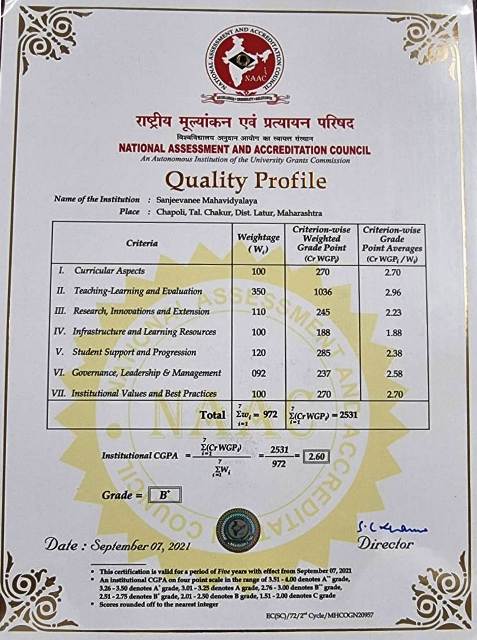 NATIONAL ASSESSMENT AND ACCREDITATION COUNCIL
NAAC
राष्ट्रीय मूल्यांकन एवं प्रत्यायन परिषद
विश्वविद्यालय अनुदान आयोग का स्वायत्त संस्थान
NATIONAL ASSESSMENT AND ACCREDITATION COUNCIL
An Autonomous Institution of the University Grants Commission
Quality Profile
Name of the Institution : Sanjeevanee Mahavidyalaya
Place : Chapoli, Tal. Chakur, Dist. Latur, Maharashtra
Criteria Weightage (Wᵢ) Criterion-wise Weighted Grade Point (Cr WGPᵢ) Criterion-wise Grade Point Averages (Cr WGPᵢ / Wᵢ)
I. Curricular Aspects 100 270 2.70
II. Teaching-Learning and Evaluation 350 1036 2.96
III. Research, Innovations and Extension 110 245 2.23
IV. Infrastructure and Learning Resources 100 188 1.88
V. Student Support and Progression 120 285 2.38
VI. Governance, Leadership & Management 092 237 2.58
VII. Institutional Values and Best Practices 100 270 2.70
Total 7 Σwᵢ i=1 = 972 7 Σ(Cr WGPᵢ) i=1 = 2531
Institutional CGPA = 7 Σ(Cr WGPᵢ) i=1 / 7 ΣWᵢ i=1 = 2531 / 972 = 2.60
Grade = B⁺
Date : September 07, 2021
Director
• This certification is valid for a period of Five years with effect from September 07, 2021
• An institutional CGPA on four point scale in the range of 3.51 - 4.00 denotes A⁺⁺ grade,
3.26 - 3.50 denotes A⁺ grade, 3.01 - 3.25 denotes A grade, 2.76 - 3.00 denotes B⁺⁺ grade,
2.51 - 2.75 denotes B⁺ grade, 2.01 - 2.50 denotes B grade, 1.51 - 2.00 denotes C grade
• Scores rounded off to the nearest integer
EC(SC)/72/2ⁿᵈ Cycle/MHCOGN20957